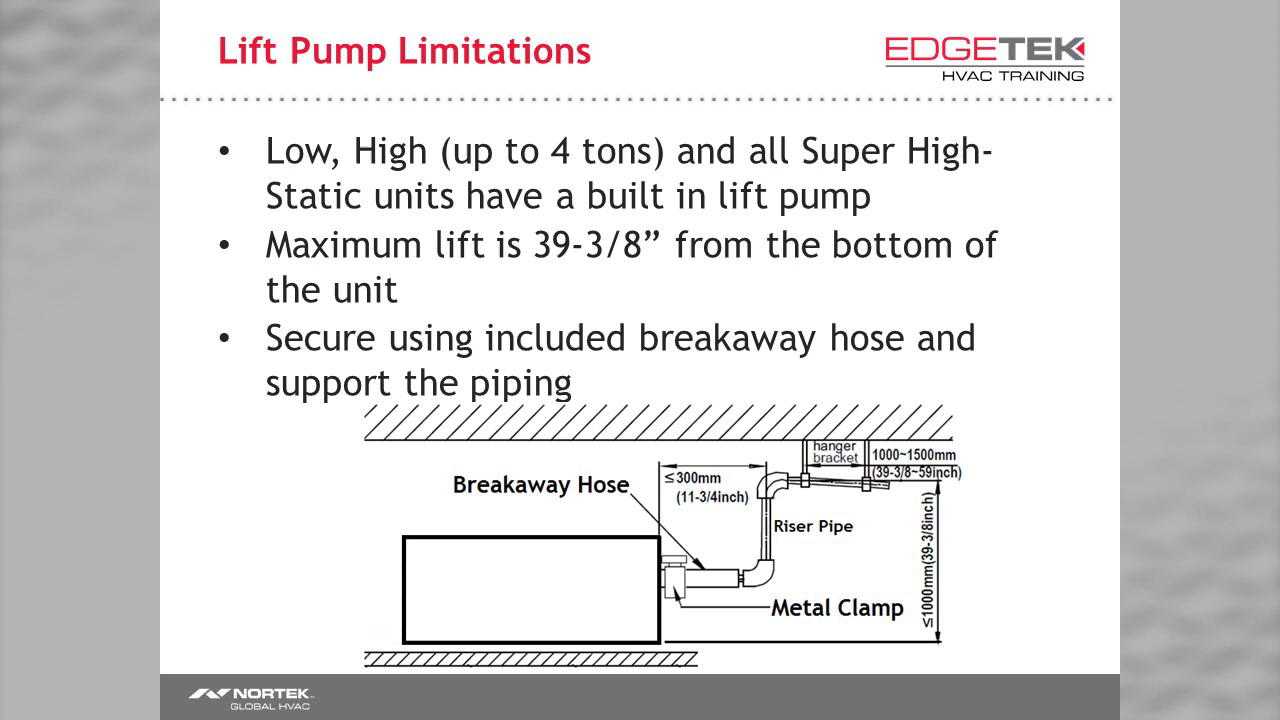 Lift Pump Limitations
EDGETEK
HVAC TRAINING
• Low, High (up to 4 tons) and all Super High-
Static units have a built in lift pump
• Maximum lift is 39-3/8” from the bottom of
the unit
• Secure using included breakaway hose and
support the piping
hanger
bracket
1000~1500mm
(39-3/8~59inch)
≤300mm
(11-3/4inch)
Breakaway Hose
Riser Pipe
≤1000mm(39-3/8inch)
Metal Clamp
NORTEK
GLOBAL HVAC